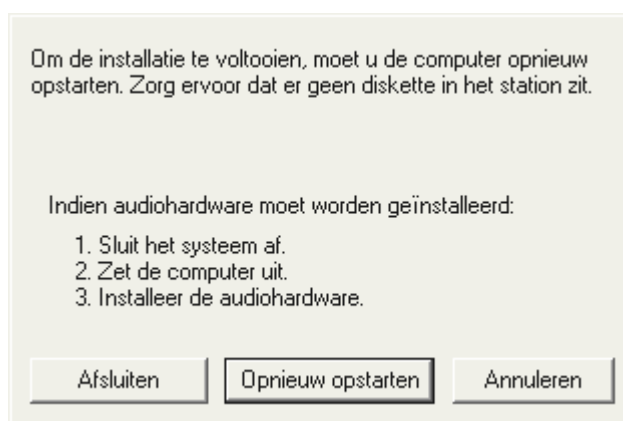 Om de installatie te voltooien, moet u de computer opnieuw
opstarten. Zorg ervoor dat er geen diskette in het station zit.
Indien audiohardware moet worden geïnstalleerd:
1. Sluit het systeem af.
2. Zet de computer uit.
3. Installeer de audiohardware.
Afsluiten Opnieuw opstarten Annuleren